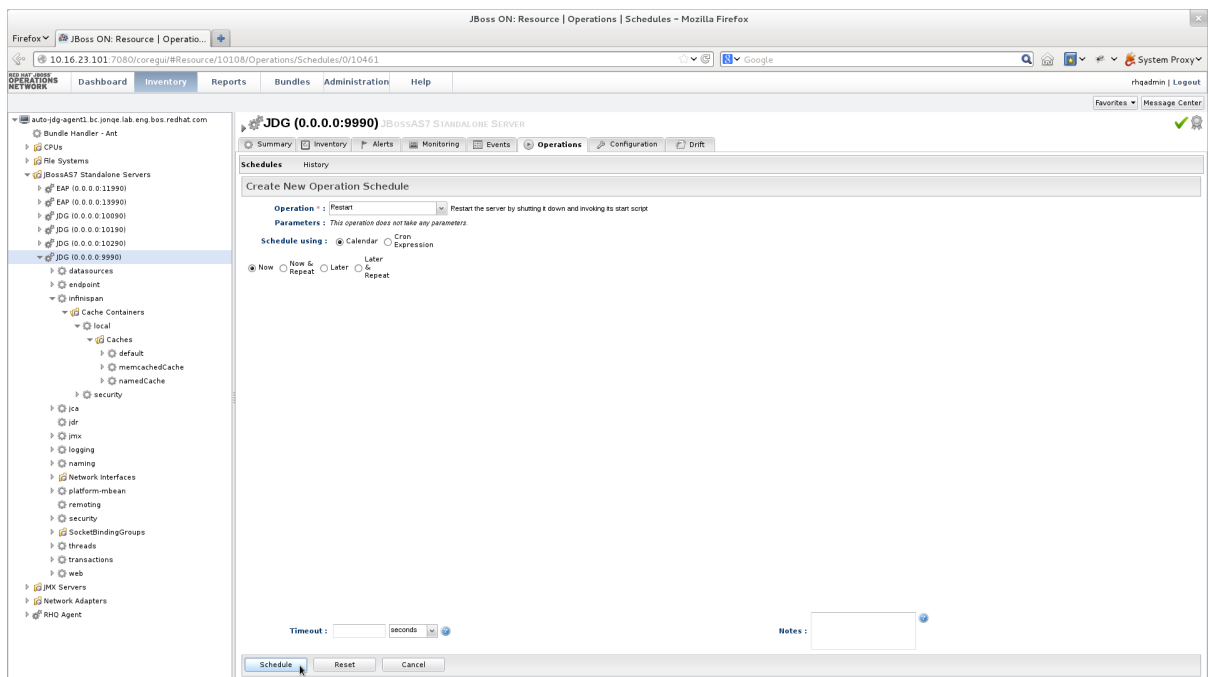 JBoss ON: Resource | Operations | Schedules - Mozilla Firefox
Firefox
JBoss ON: Resource | Operatio...
10.16.23.101:7080/coregui/#Resource/10108/Operations/Schedules/0/10461
Google
System Proxy
RED HAT JBOSS
OPERATIONS
NETWORK
Dashboard Inventory Reports Bundles Administration Help
rhqadmin | Logout
Favorites Message Center
auto-jdg-agent1.bc.jonqe.lab.eng.bos.redhat.com
Bundle Handler - Ant
CPUs
File Systems
JBossAS7 Standalone Servers
EAP (0.0.0.0:11990)
EAP (0.0.0.0:13990)
JDG (0.0.0.0:10090)
JDG (0.0.0.0:10190)
JDG (0.0.0.0:10290)
JDG (0.0.0.0:9990)
datasources
endpoint
infinispan
Cache Containers
local
Caches
default
memcachedCache
namedCache
security
jca
jdr
jmx
logging
naming
Network Interfaces
platform-mbean
remoting
security
SocketBindingGroups
threads
transactions
web
JMX Servers
Network Adapters
RHQ Agent
JDG (0.0.0.0:9990) JBossAS7 Standalone Server
Summary Inventory Alerts Monitoring Events Operations Configuration Drift
Schedules History
Create New Operation Schedule
Operation * : Restart Restart the server by shutting it down and invoking its start script
Parameters : This operation does not take any parameters.
Schedule using : Calendar Cron Expression
Now Now & Repeat Later Later & Repeat
Timeout : seconds Notes :
Schedule Reset Cancel